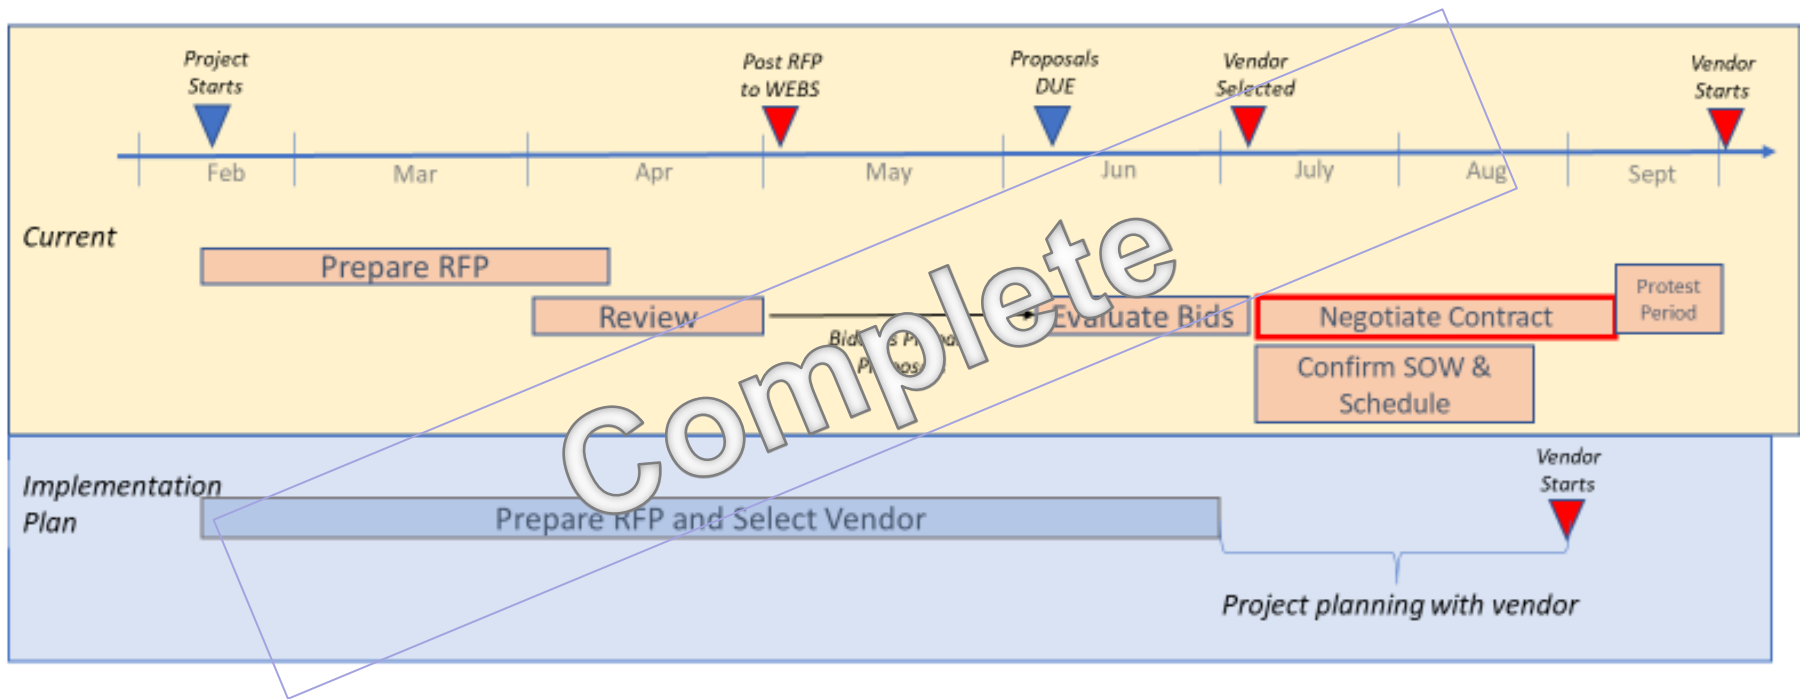 Project
Starts
Post RFP
to WEBS
Proposals
DUE
Vendor
Selected
Vendor
Starts
Feb
Mar
Apr
May
Jun
July
Aug
Sept
Current
Prepare RFP
Review
Evaluate Bids
Negotiate Contract
Protest
Period
Confirm SOW &
Schedule
Complete
Implementation
Plan
Prepare RFP and Select Vendor
Vendor
Starts
Project planning with vendor